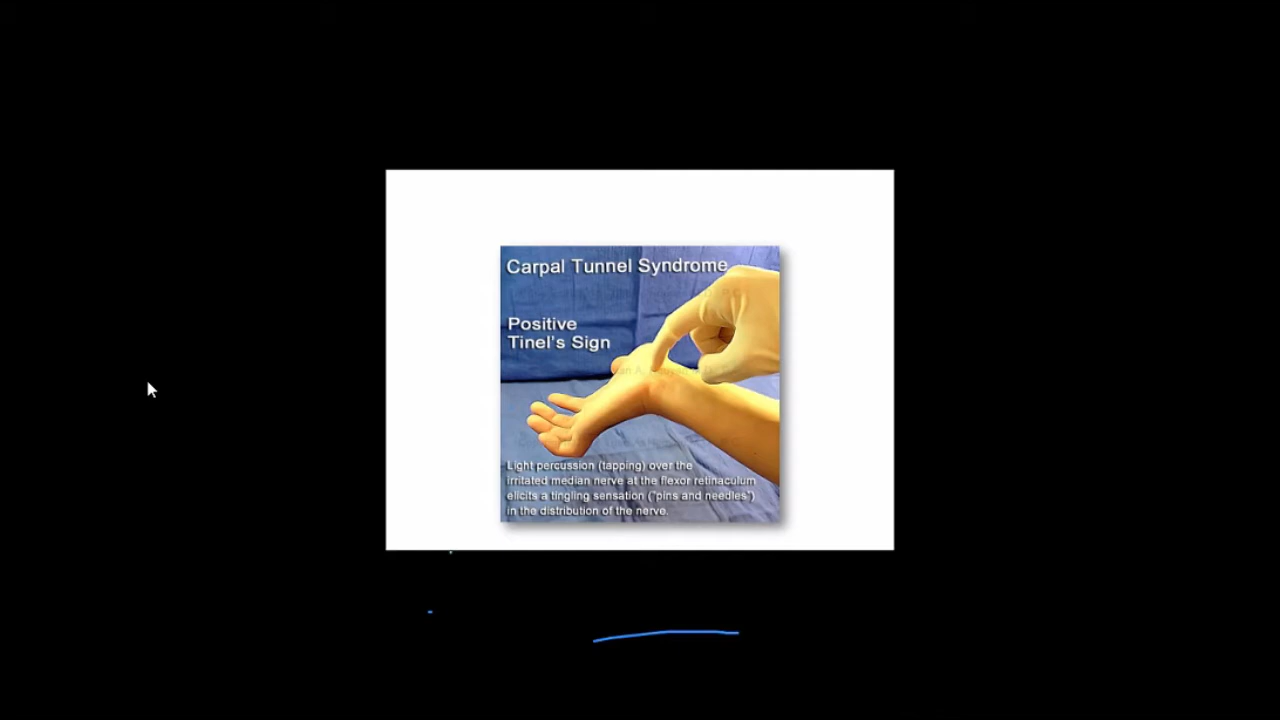 Carpal Tunnel Syndrome
Positive
Tinel's Sign
Light percussion (tapping) over the
irritated median nerve at the flexor retinaculum
elicits a tingling sensation ("pins and needles")
in the distribution of the nerve.